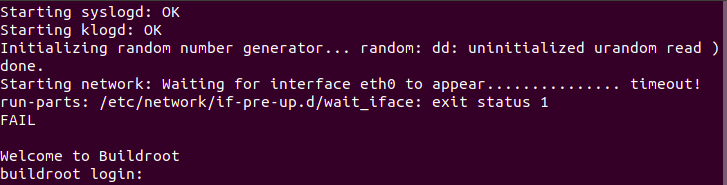 Starting syslogd: OK
Starting klogd: OK
Initializing random number generator... random: dd: uninitialized urandom read )
done.
Starting network: Waiting for interface eth0 to appear............... timeout!
run-parts: /etc/network/if-pre-up.d/wait_iface: exit status 1
FAIL
Welcome to Buildroot
buildroot login: